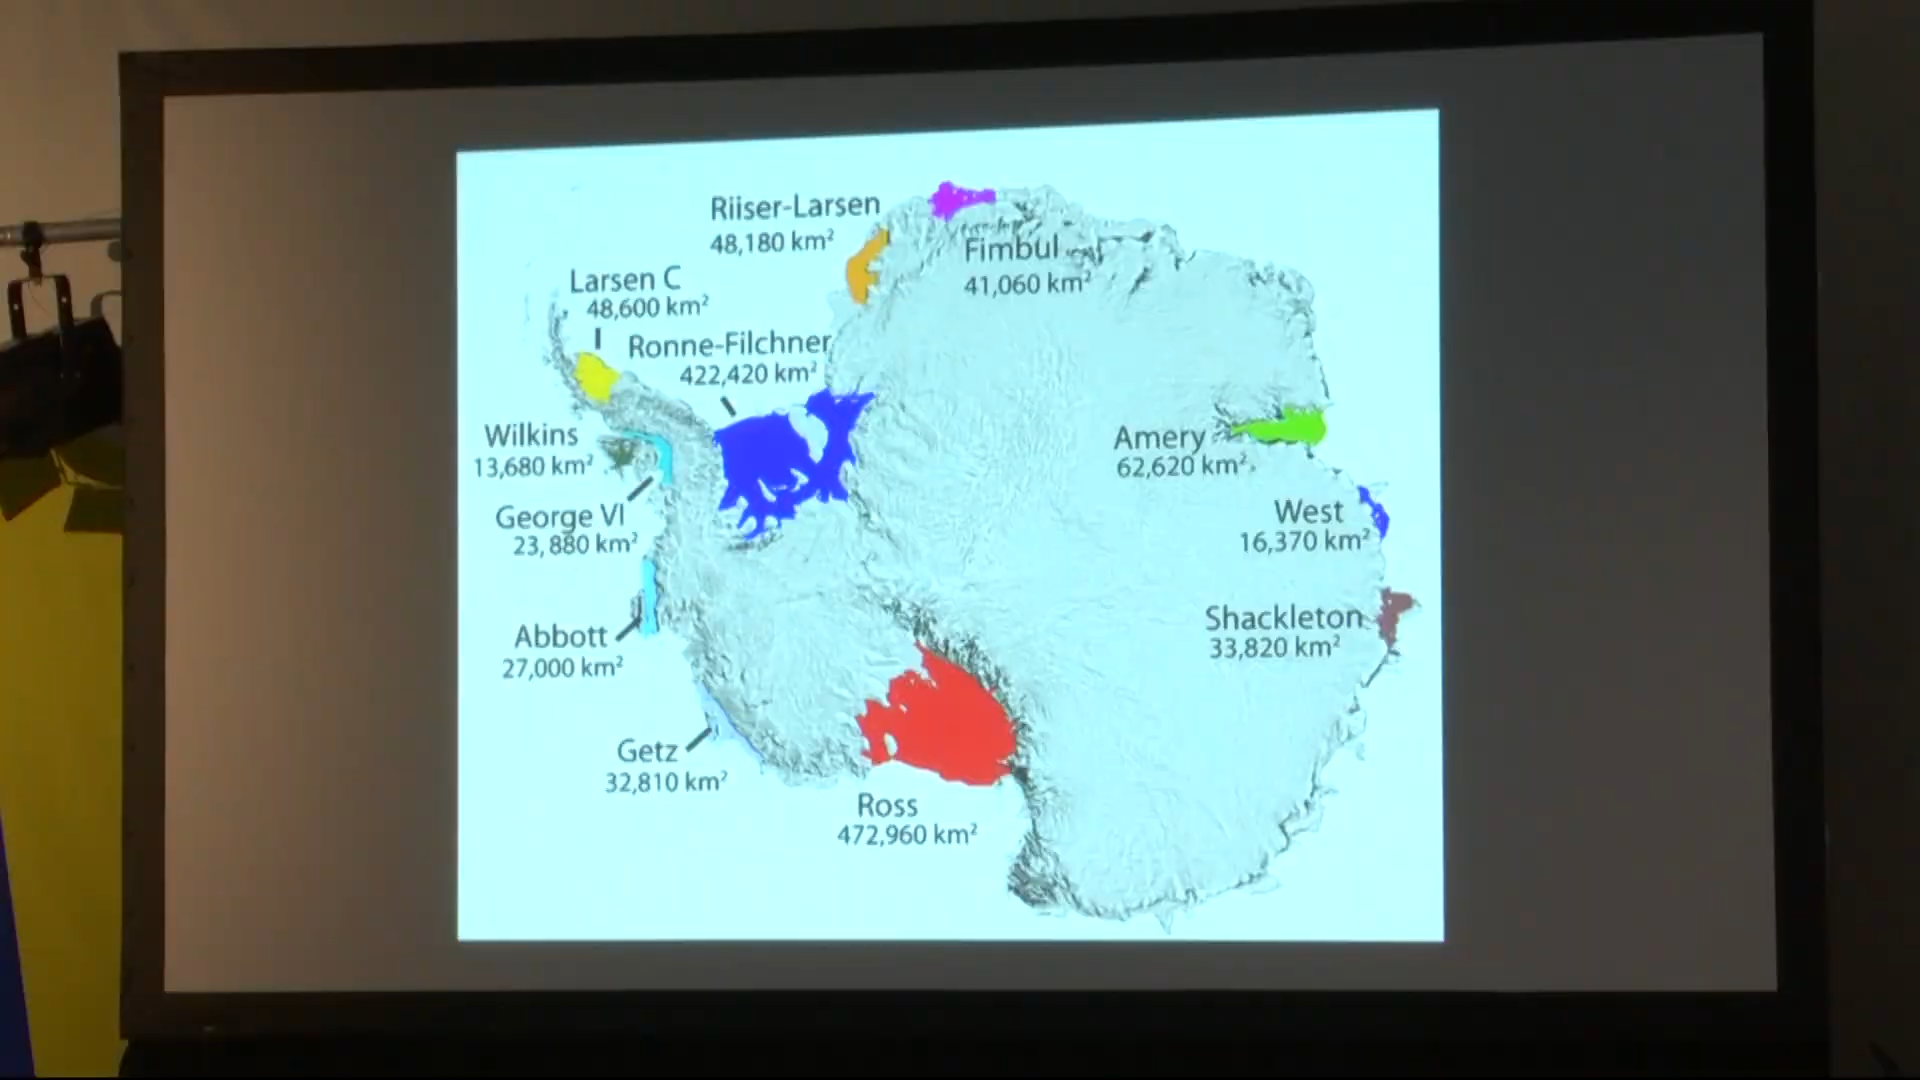 Riiser-Larsen
48,180 km²
Fimbul
41,060 km²
Larsen C
48,600 km²
Ronne-Filchner
422,420 km²
Wilkins
13,680 km²
George VI
23,880 km²
Abbott
27,000 km²
Getz
32,810 km²
Ross
472,960 km²
Amery
62,620 km²
West
16,370 km²
Shackleton
33,820 km²